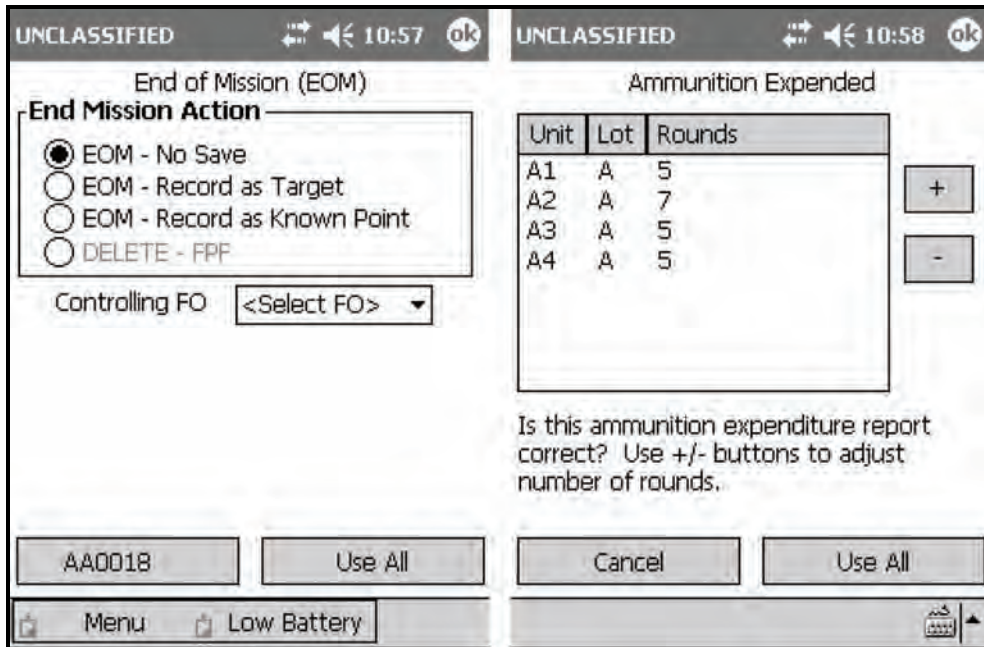 UNCLASSIFIED 10:57 ok
End of Mission (EOM)
End Mission Action
EOM - No Save
EOM - Record as Target
EOM - Record as Known Point
DELETE - FPF
Controlling FO <Select FO>
AA0018 Use All
Menu Low Battery
UNCLASSIFIED 10:58 ok
Ammunition Expended
Unit Lot Rounds
A1 A 5
A2 A 7
A3 A 5
A4 A 5
+
-
Is this ammunition expenditure report
correct? Use +/- buttons to adjust
number of rounds.
Cancel Use All